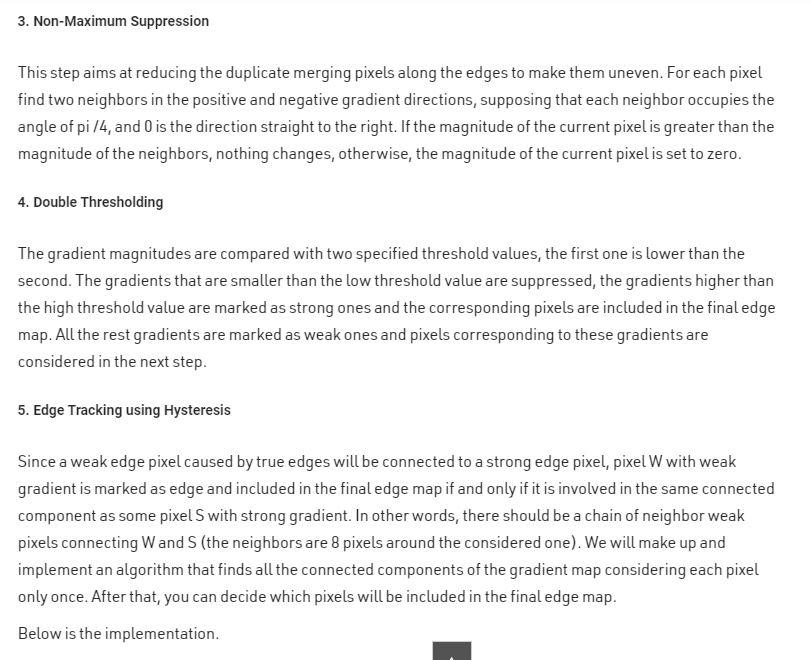 3. Non-Maximum Suppression
This step aims at reducing the duplicate merging pixels along the edges to make them uneven. For each pixel
find two neighbors in the positive and negative gradient directions, supposing that each neighbor occupies the
angle of pi /4, and 0 is the direction straight to the right. If the magnitude of the current pixel is greater than the
magnitude of the neighbors, nothing changes, otherwise, the magnitude of the current pixel is set to zero.
4. Double Thresholding
The gradient magnitudes are compared with two specified threshold values, the first one is lower than the
second. The gradients that are smaller than the low threshold value are suppressed, the gradients higher than
the high threshold value are marked as strong ones and the corresponding pixels are included in the final edge
map. All the rest gradients are marked as weak ones and pixels corresponding to these gradients are
considered in the next step.
5. Edge Tracking using Hysteresis
Since a weak edge pixel caused by true edges will be connected to a strong edge pixel, pixel W with weak
gradient is marked as edge and included in the final edge map if and only if it is involved in the same connected
component as some pixel S with strong gradient. In other words, there should be a chain of neighbor weak
pixels connecting W and S (the neighbors are 8 pixels around the considered one). We will make up and
implement an algorithm that finds all the connected components of the gradient map considering each pixel
only once. After that, you can decide which pixels will be included in the final edge map.
Below is the implementation.